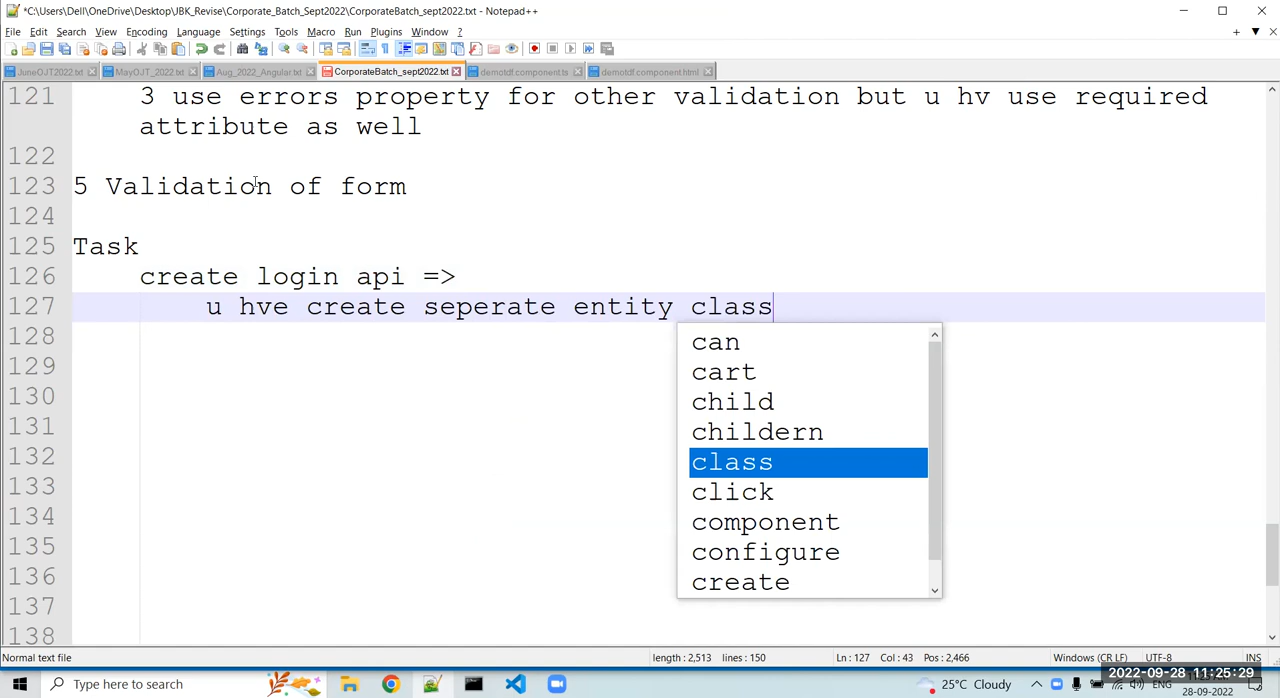 *C:\Users\Dell\OneDrive\Desktop\JBK_Revise\Corporate_Batch_Sept2022\CorporateBatch_sept2022.txt - Notepad++
File Edit Search View Encoding Language Settings Tools Macro Run Plugins Window ?
JuneOJT2022.txt MayOJT_2022.txt Aug_2022_Angular.txt CorporateBatch_sept2022.txt demotdf.component.ts demotdf.component.html
121 3 use errors property for other validation but u hv use required
attribute as well
122
123 5 Validation of form
124
125 Task
126 create login api =>
127 u hve create seperate entity class
128
can
129
cart
130
child
131
childern
132
class
133
click
134
component
135
configure
136
create
137
138
Normal text file length : 2,513 lines : 150 Ln : 127 Col : 43 Pos : 2,466 Windows (CR LF) UTF-8 INS
2022-09-28 11:25:29
Type here to search 25°C Cloudy ENG
28-09-2022